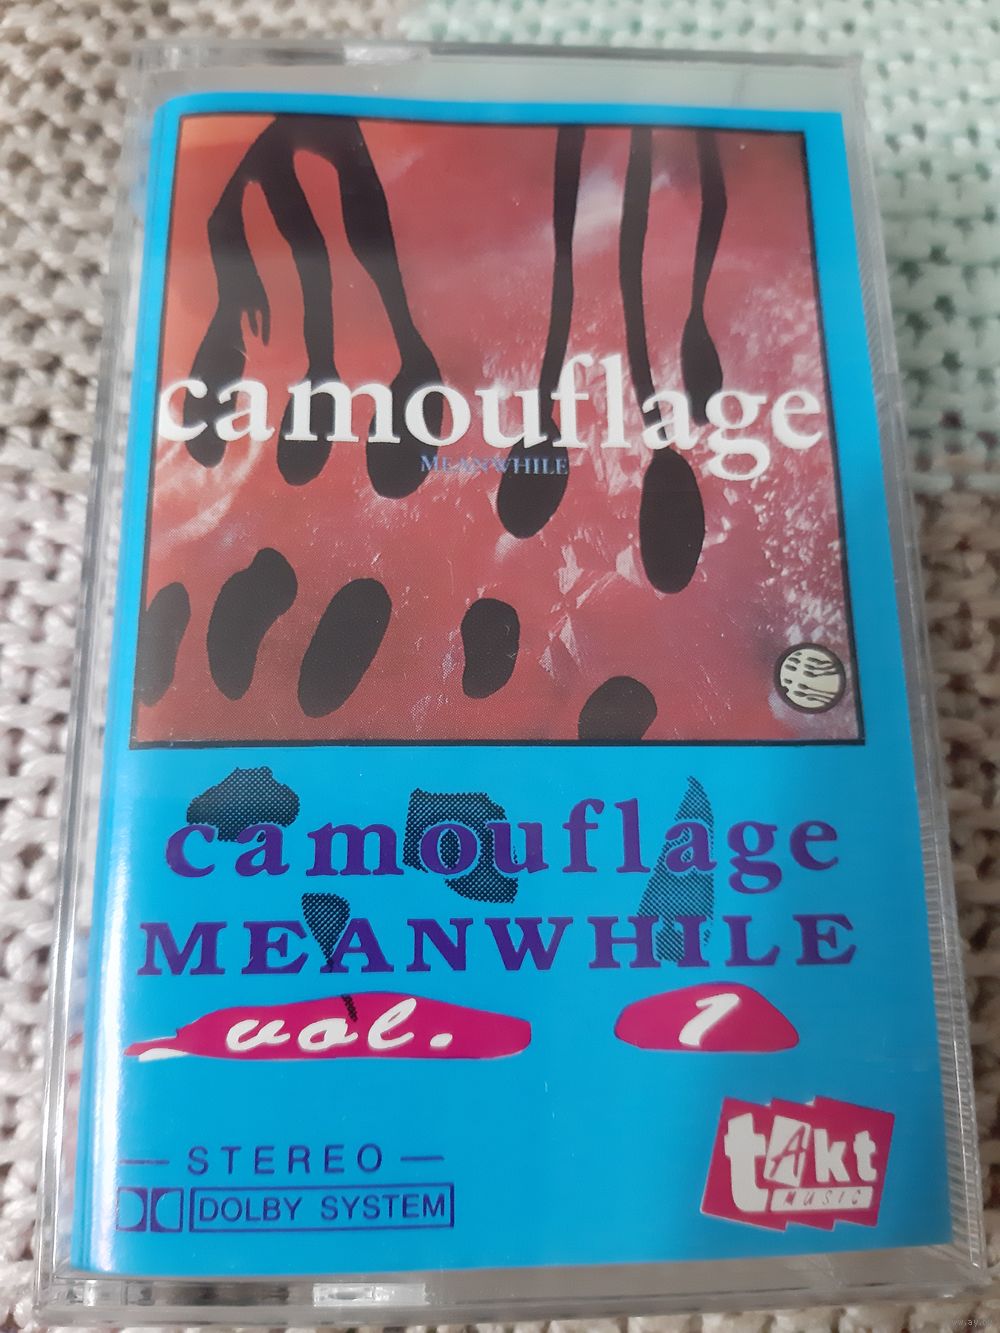 camouflage
MEANWHILE
camouflage
MEANWHILE
vol. 1
takt
MUSIC
— STEREO —
DOLBY SYSTEM